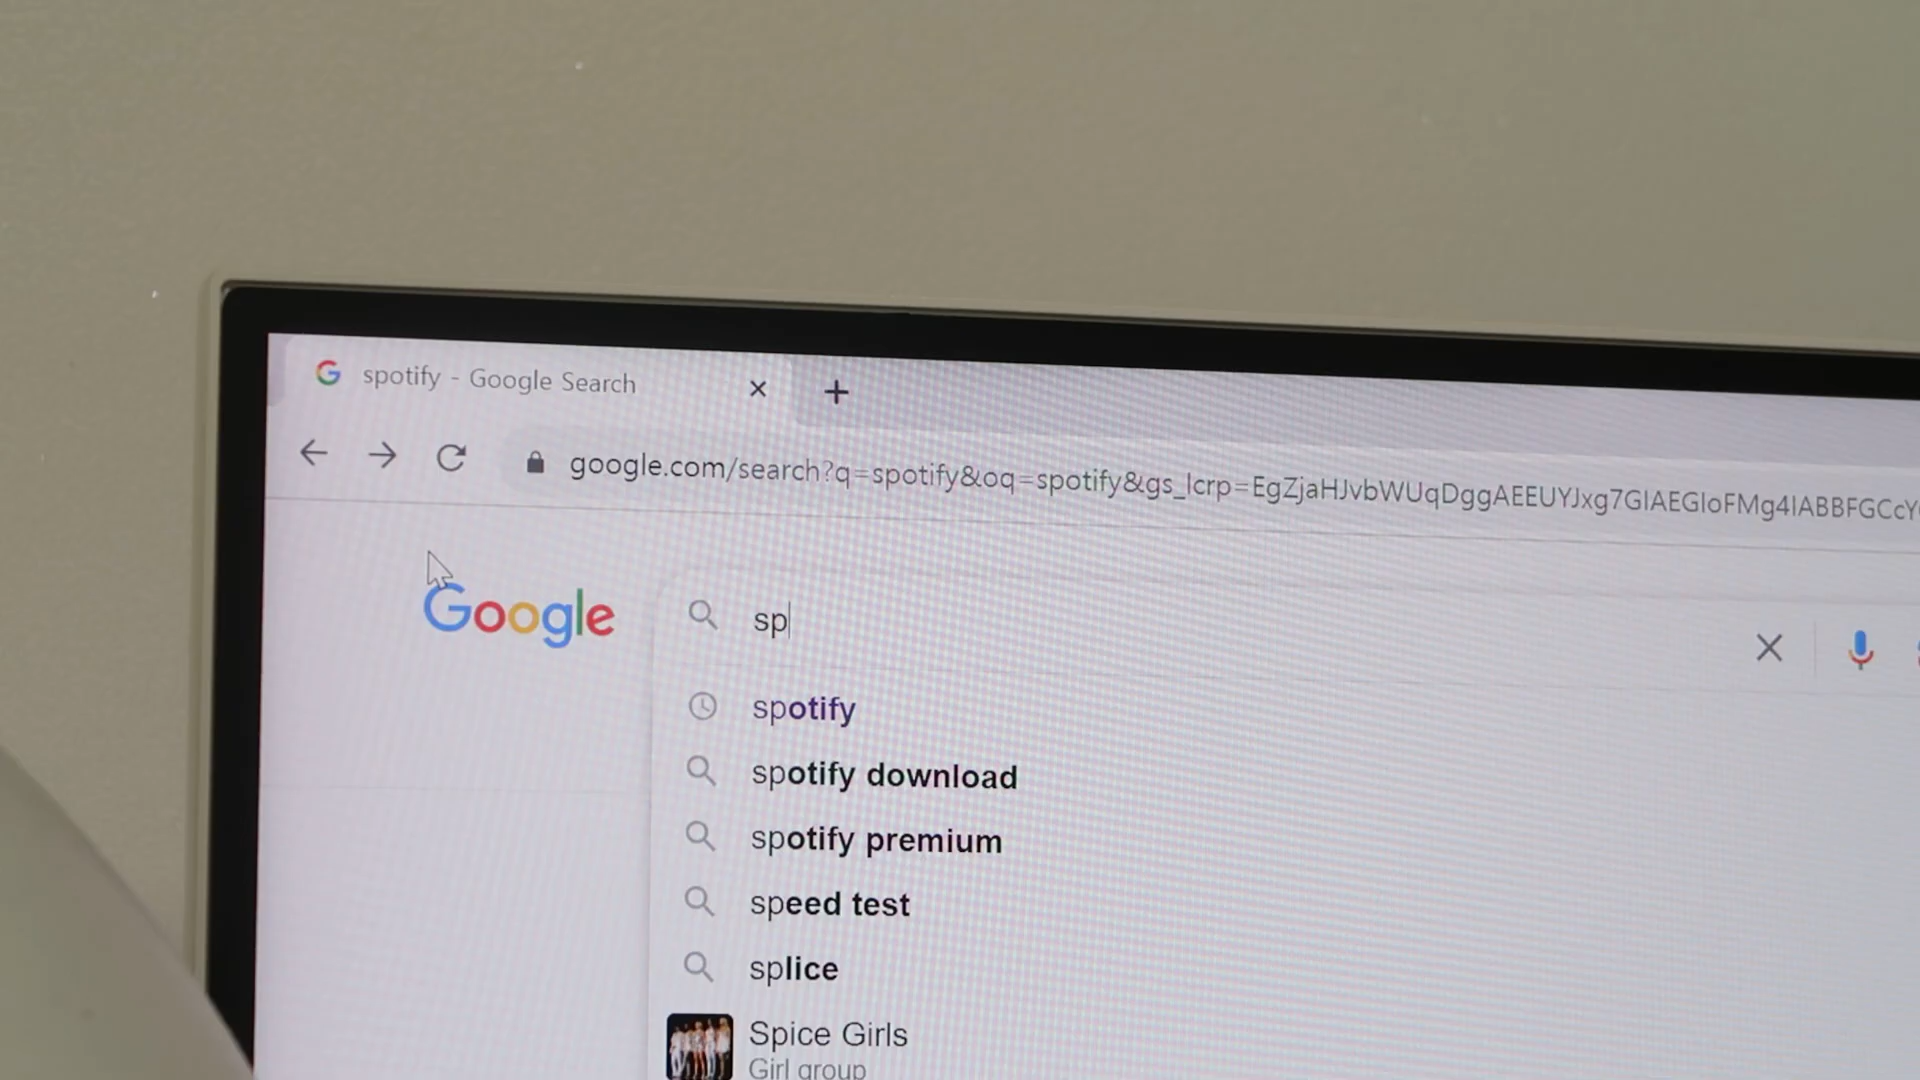 spotify - Google Search
google.com/search?q=spotify&oq=spotify&gs_lcrp=EgZjaHJvbWUqDggAEEUYJxg7GIAEGIoFMg4IABBFGCcY
Google
sp
spotify
spotify download
spotify premium
speed test
splice
Spice Girls
Girl group